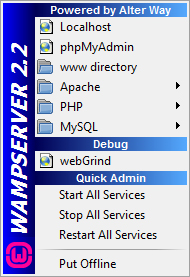 Powered by Alter Way
Localhost
phpMyAdmin
www directory
Apache
PHP
MySQL
Debug
webGrind
Quick Admin
Start All Services
Stop All Services
Restart All Services
Put Offline
WAMPSERVER 2.2